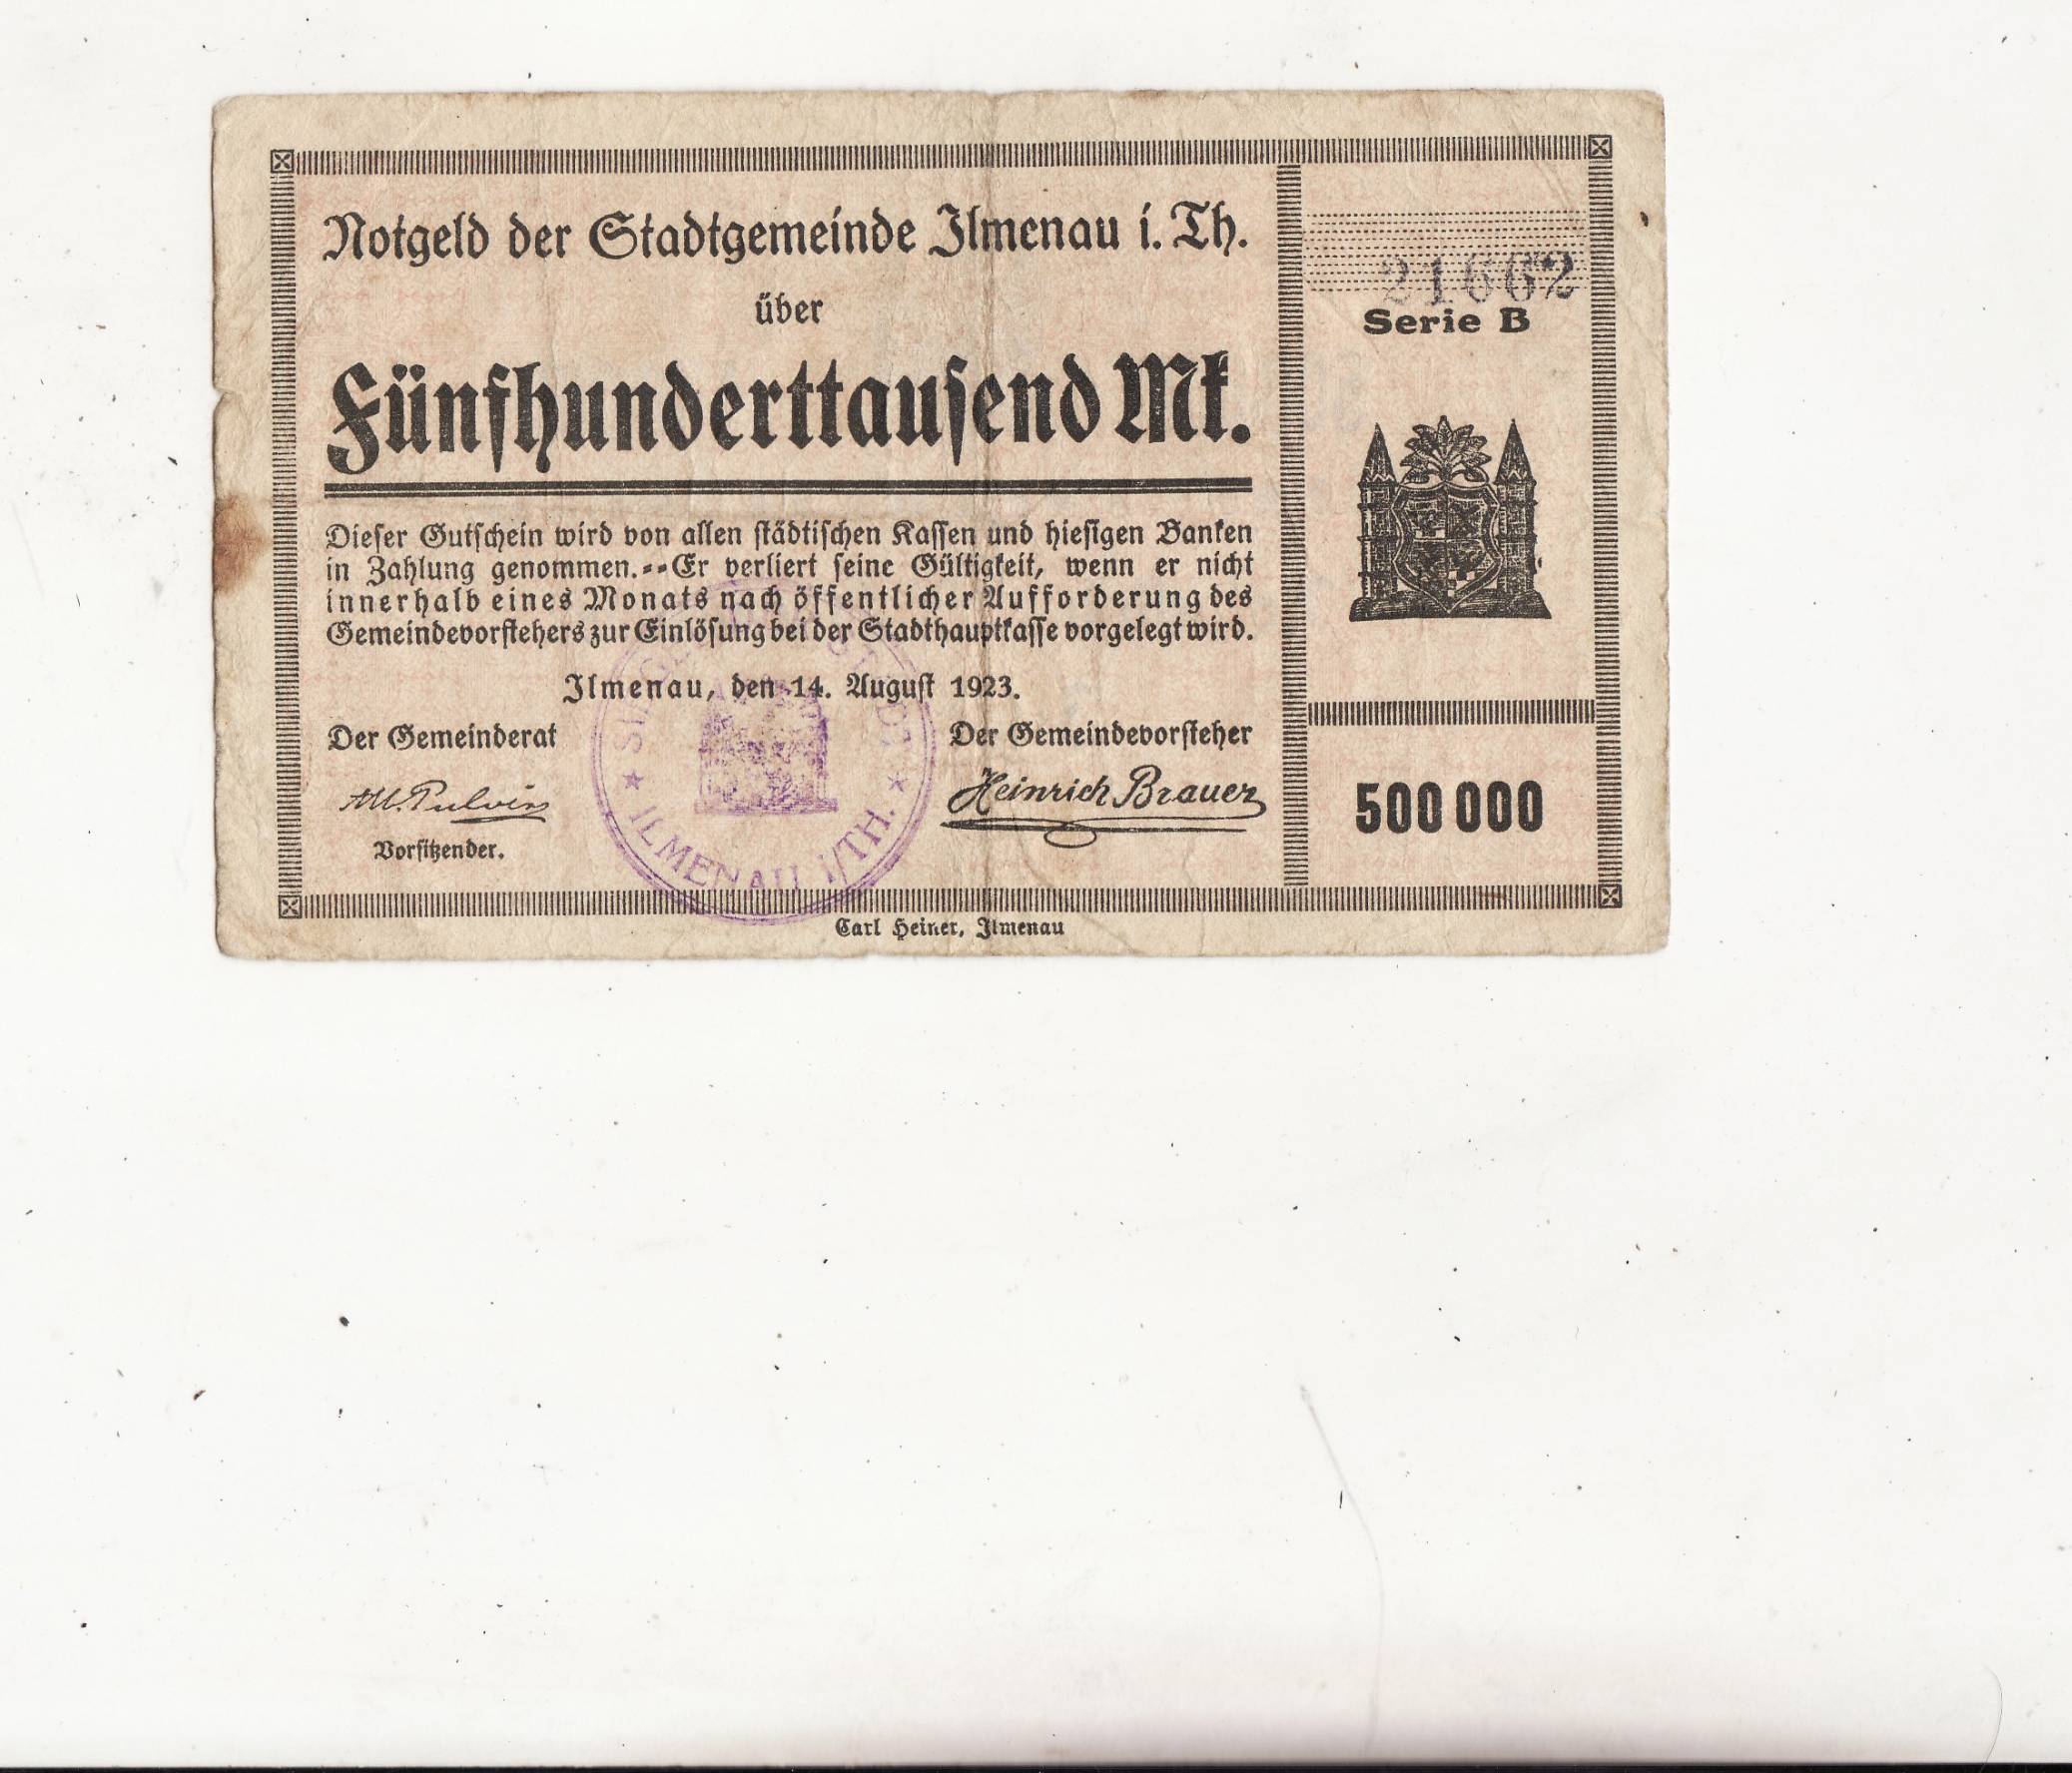 Notgeld der Stadtgemeinde Ilmenau i. Th.
über
Fünfhunderttausend Mk.
Dieser Gutschein wird von allen städtischen Kassen und hiesigen Banken
in Zahlung genommen.--Er verliert seine Gültigkeit, wenn er nicht
innerhalb eines Monats nach öffentlicher Aufforderung des
Gemeindevorstehers zur Einlösung bei der Stadthauptkasse vorgelegt wird.
Ilmenau, den 14. August 1923.
Der Gemeinderat
Vorsitzender.
Der Gemeindevorsteher
Heinrich Brauer
ILMENAU i/TH.
21662
Serie B
500 000
Carl Heiner, Ilmenau